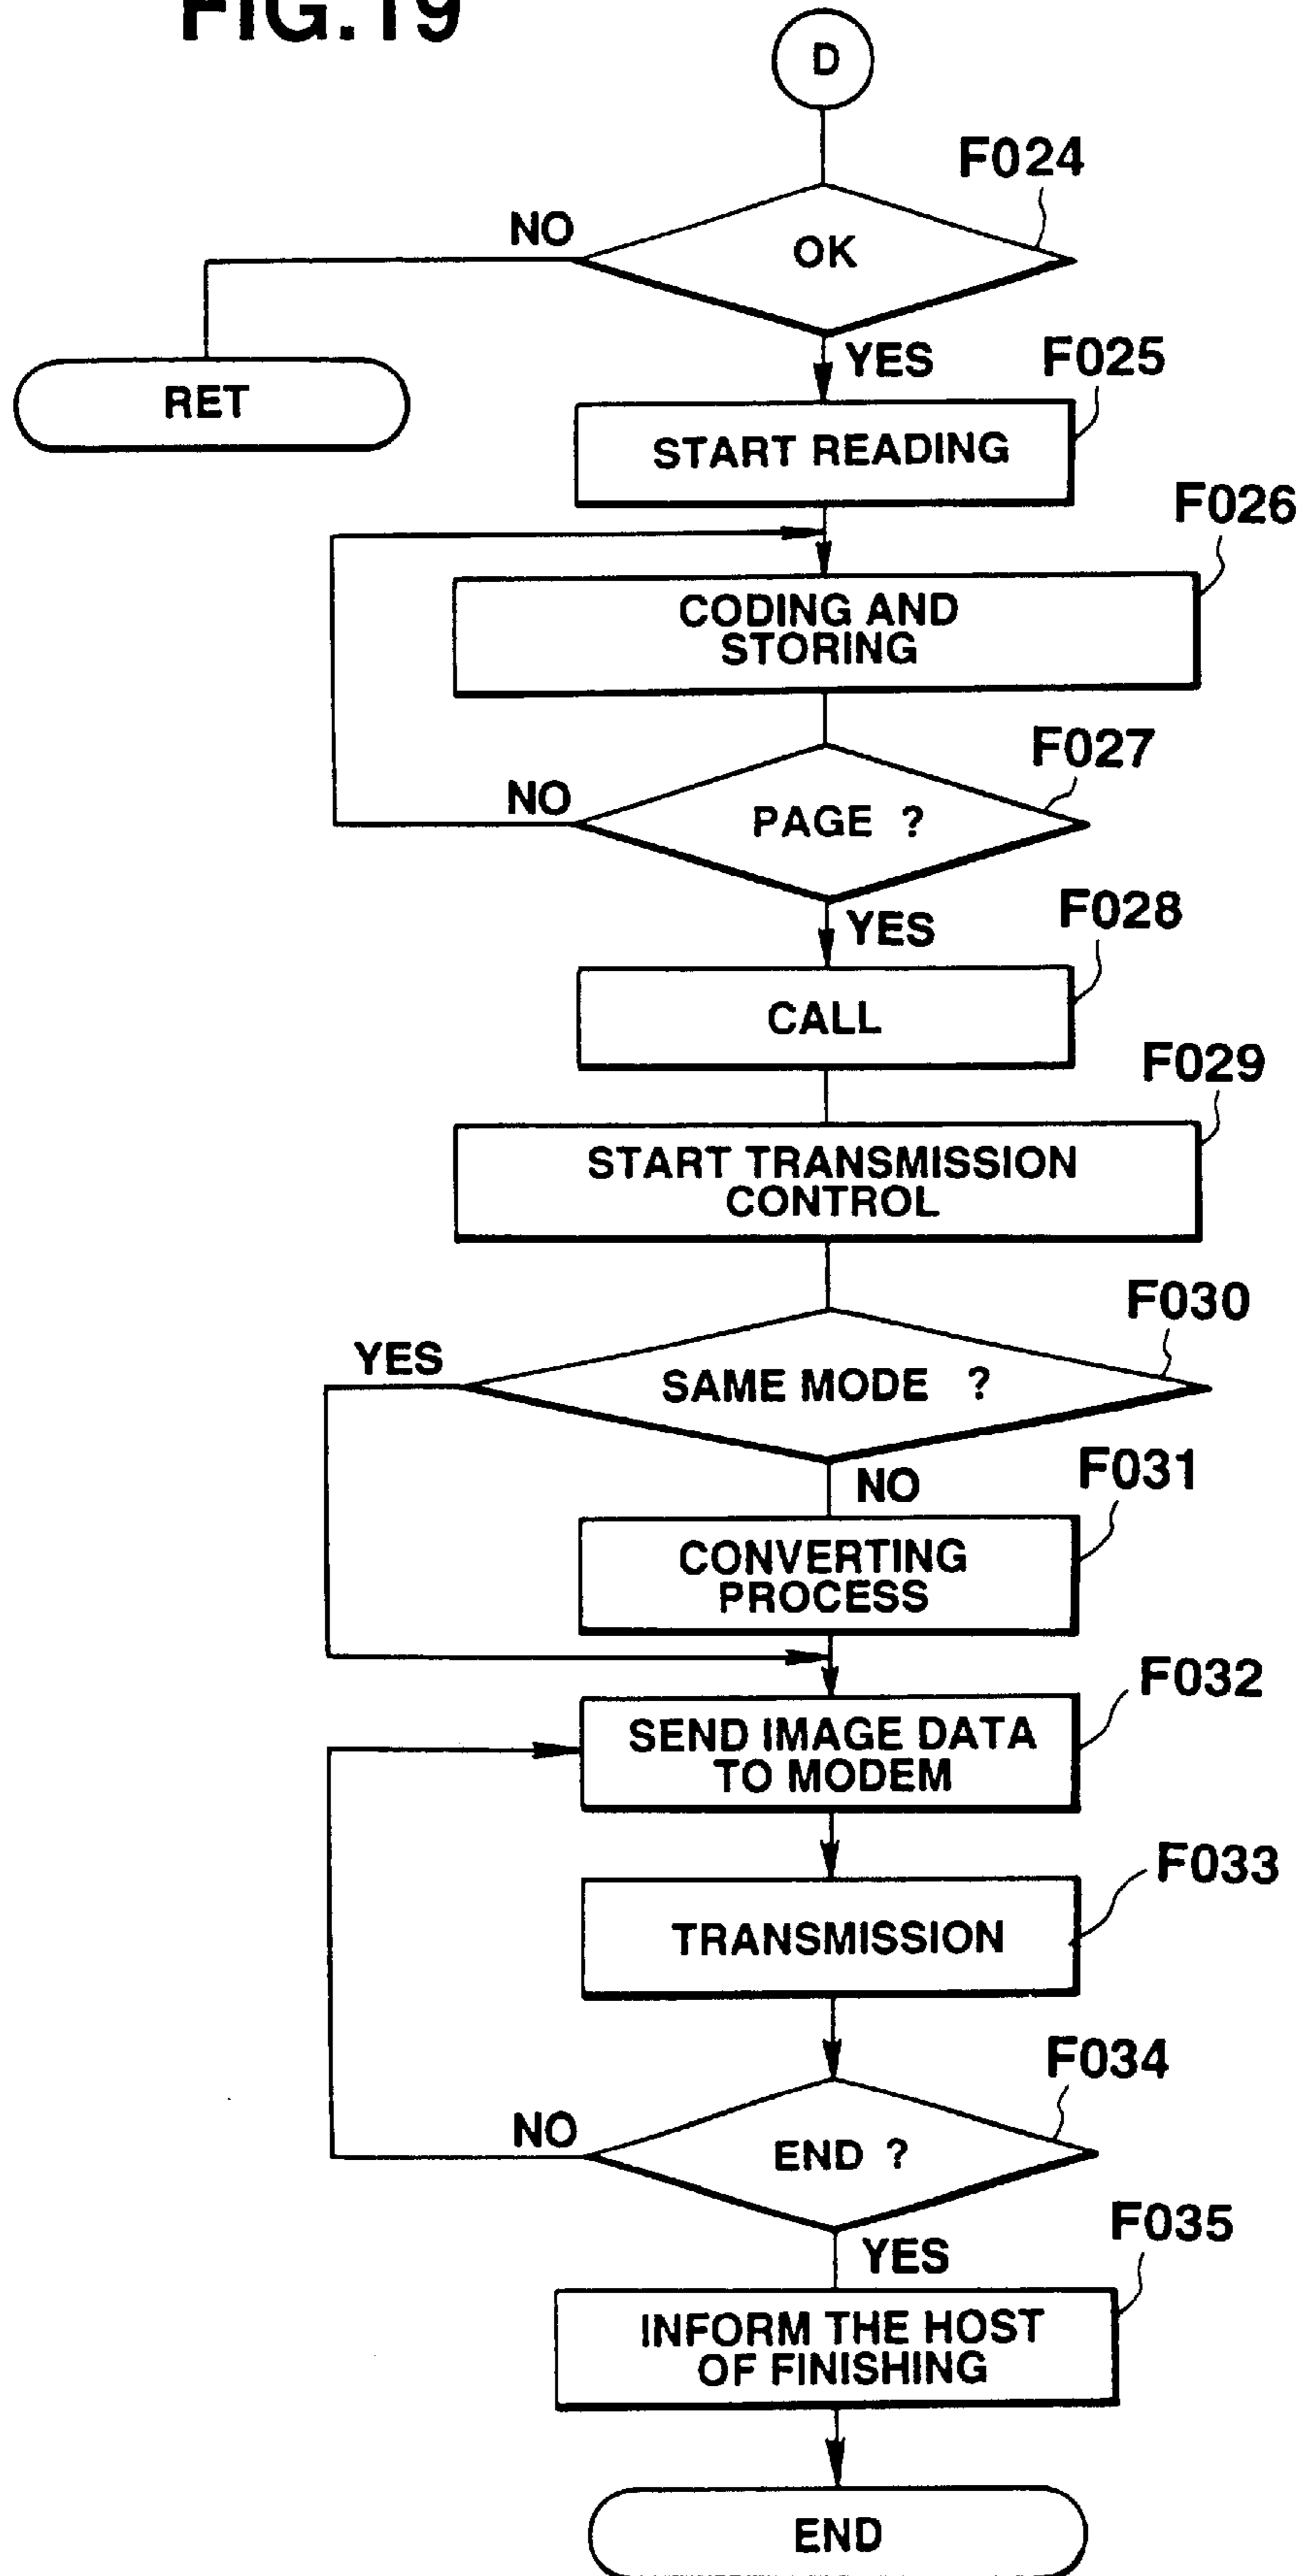 FIG.19
D
F024
NO
OK
YES
RET
F025
START READING
F026
CODING AND
STORING
F027
NO
PAGE ?
YES
F028
CALL
F029
START TRANSMISSION
CONTROL
F030
YES
SAME MODE ?
NO
F031
CONVERTING
PROCESS
F032
SEND IMAGE DATA
TO MODEM
F033
TRANSMISSION
F034
NO
END ?
YES
F035
INFORM THE HOST
OF FINISHING
END